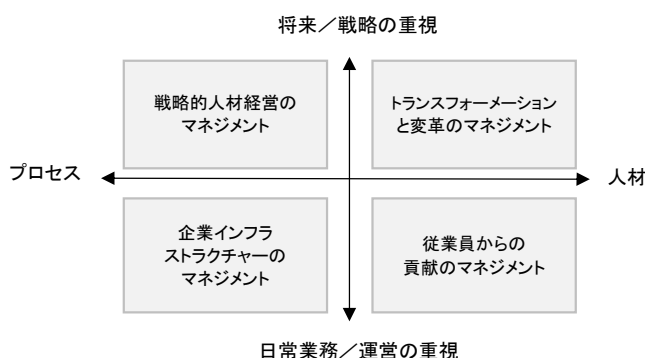 将来／戦略の重視
戦略的人材経営の
マネジメント
トランスフォーメーション
と変革のマネジメント
プロセス
人材
企業インフラ
ストラクチャーの
マネジメント
従業員からの
貢献のマネジメント
日常業務／運営の重視